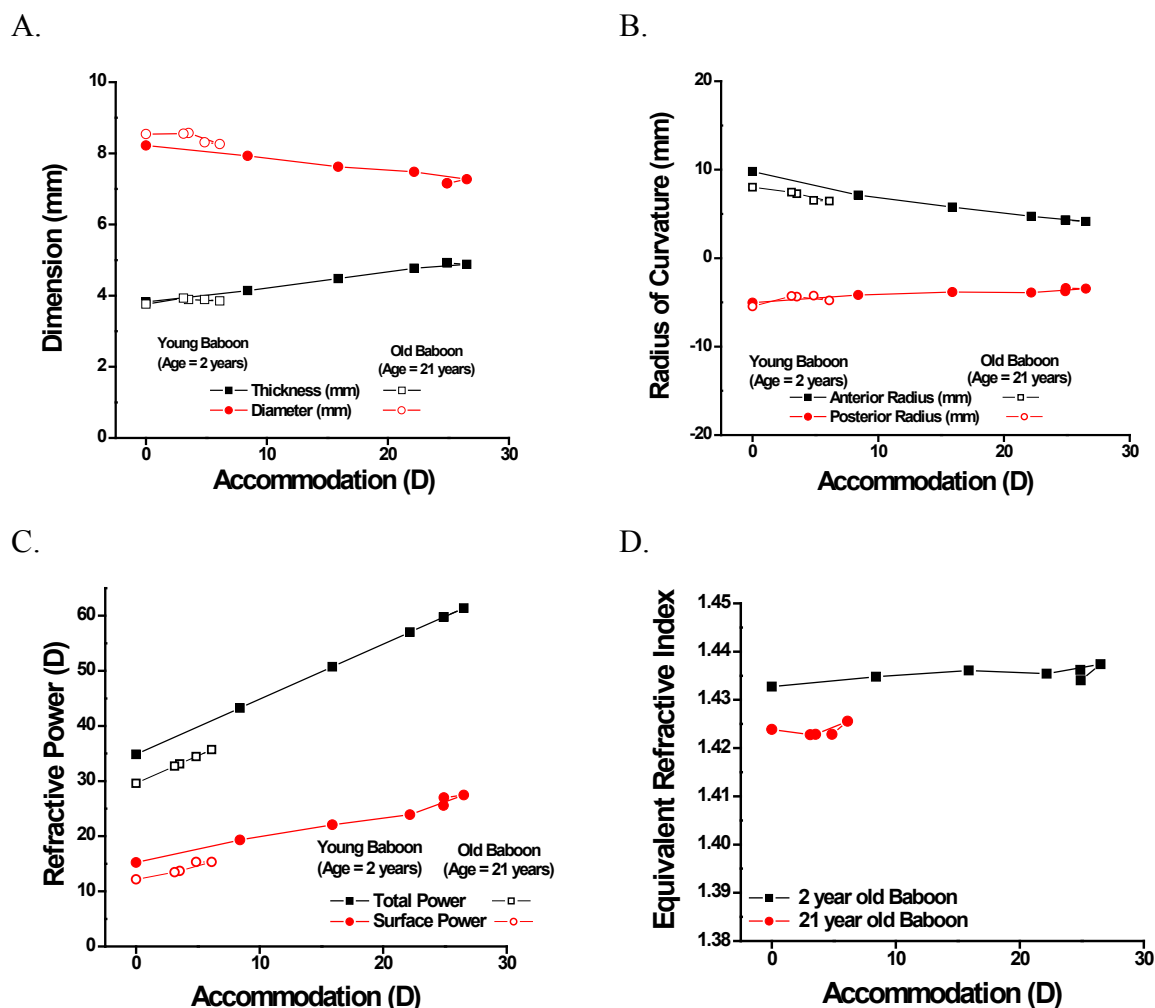 A.
B.
10
8
6
4
2
0
Dimension (mm)
Young Baboon
(Age = 2 years)
Old Baboon
(Age = 21 years)
Thickness (mm)
Diameter (mm)
0 10 20 30
Accommodation (D)
20
10
0
-10
-20
Radius of Curvature (mm)
Young Baboon
(Age = 2 years)
Old Baboon
(Age = 21 years)
Anterior Radius (mm)
Posterior Radius (mm)
0 10 20 30
Accommodation (D)
C.
D.
60
50
40
30
20
10
0
Refractive Power (D)
Young Baboon
(Age = 2 years)
Old Baboon
(Age = 21 years)
Total Power
Surface Power
0 10 20 30
Accommodation (D)
1.45
1.44
1.43
1.42
1.41
1.40
1.39
1.38
Equivalent Refractive Index
2 year old Baboon
21 year old Baboon
0 10 20 30
Accommodation (D)